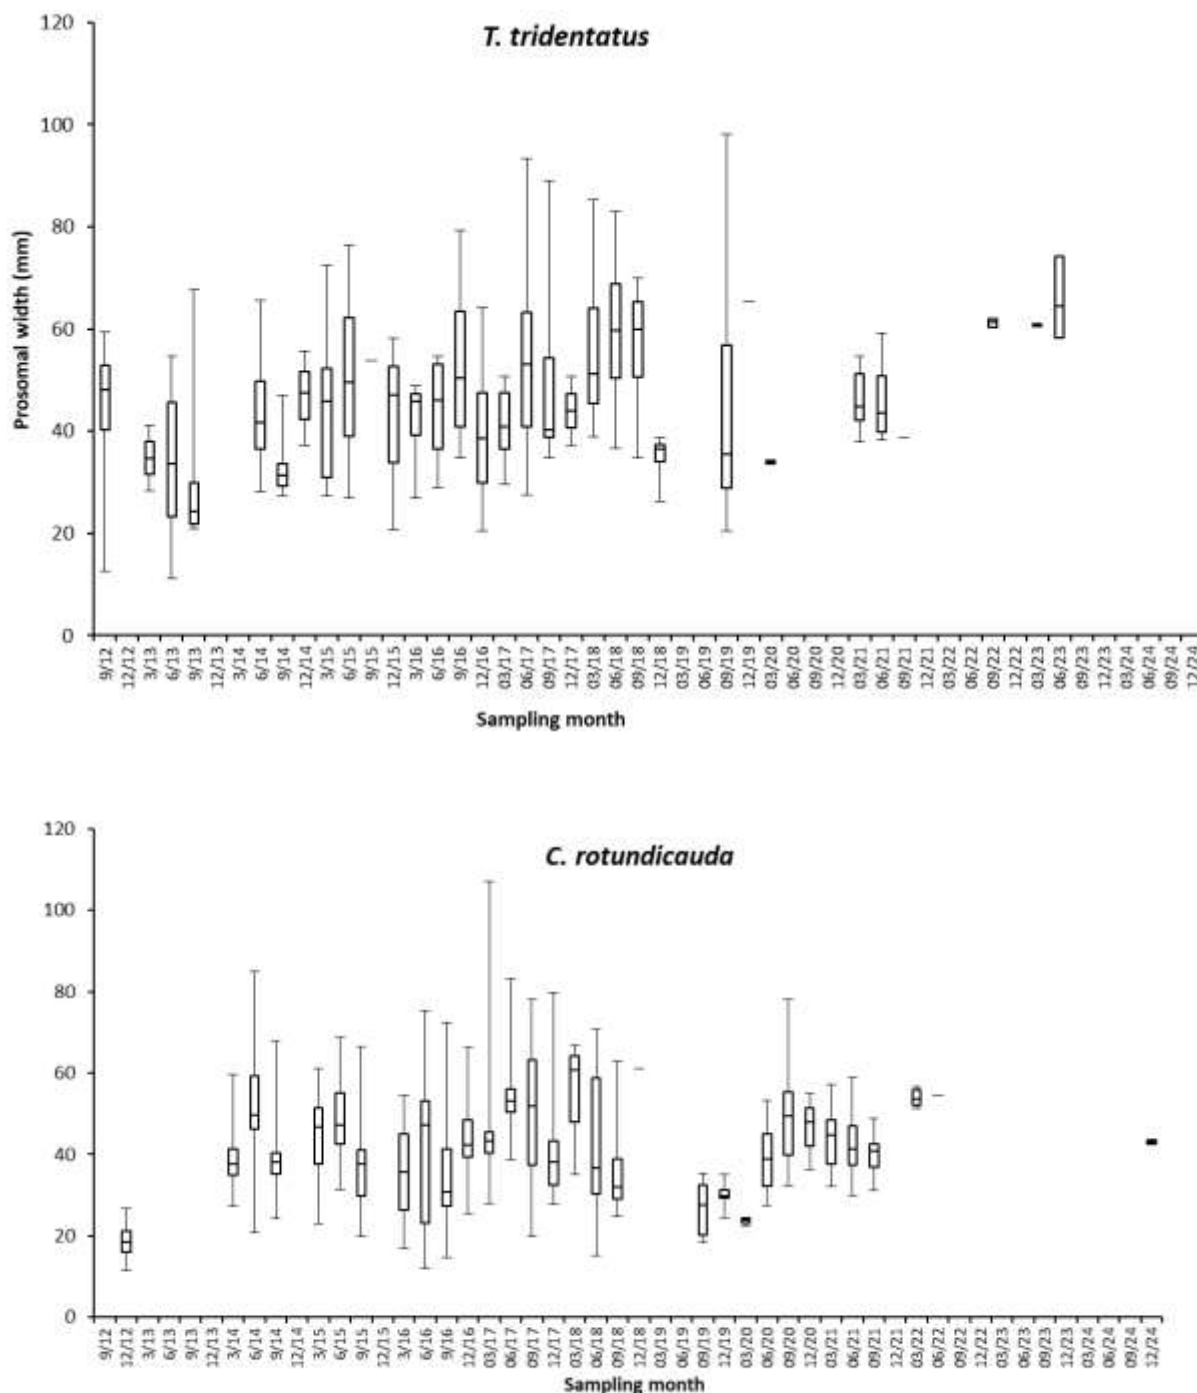 T. tridentatus
120
100
80
60
40
20
0
Prosomal width (mm)
9/12 12/12 3/13 6/13 9/13 12/13 3/14 6/14 9/14 12/14 3/15 6/15 9/15 12/15 3/16 6/16 9/16 12/16 03/17 06/17 09/17 12/17 03/18 06/18 09/18 12/18 03/19 06/19 09/19 12/19 03/20 06/20 09/20 12/20 03/21 06/21 09/21 12/21 03/22 06/22 09/22 12/22 03/23 06/23 09/23 12/23 03/24 06/24 09/24 12/24
Sampling month
C. rotundicauda
120
100
80
60
40
20
0
9/12 12/12 3/13 6/13 9/13 12/13 3/14 6/14 9/14 12/14 3/15 6/15 9/15 12/15 3/16 6/16 9/16 12/16 03/17 06/17 09/17 12/17 03/18 06/18 09/18 12/18 03/19 06/19 09/19 12/19 03/20 06/20 09/20 12/20 03/21 06/21 09/21 12/21 03/22 06/22 09/22 12/22 03/23 06/23 09/23 12/23 03/24 06/24 09/24 12/24
Sampling month